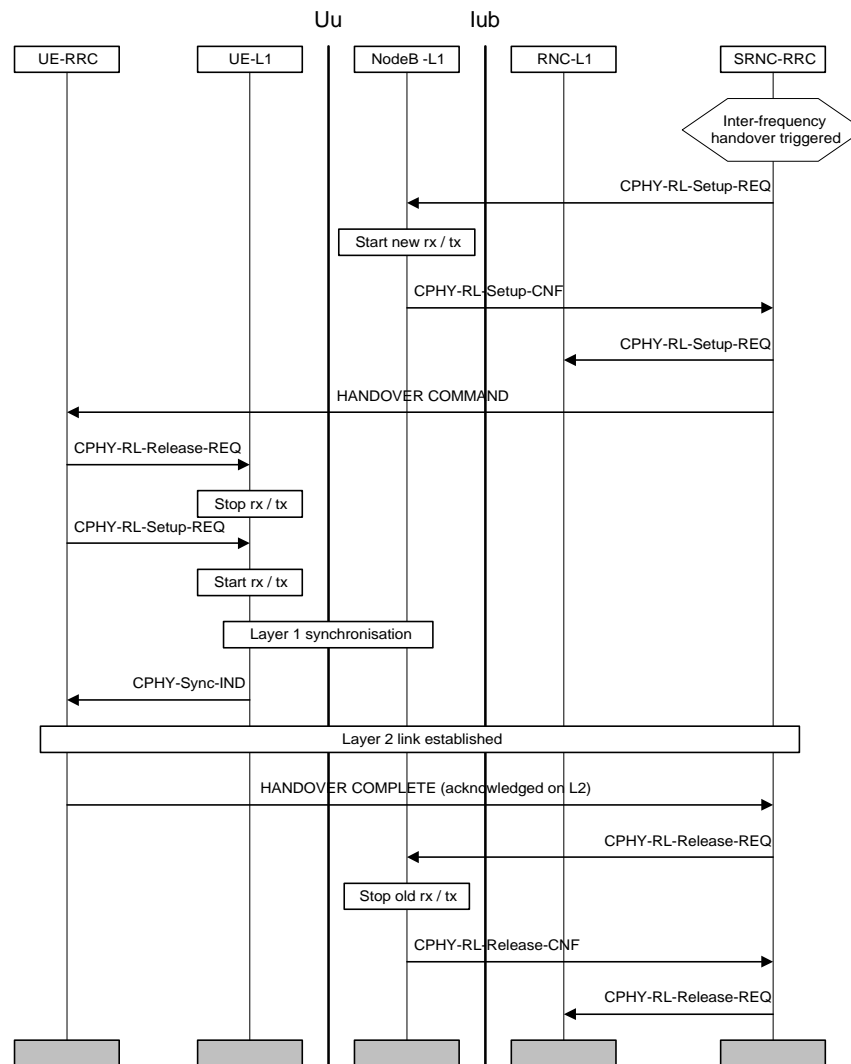 Uu
Iub
UE-RRC
UE-L1
NodeB -L1
RNC-L1
SRNC-RRC
Inter-frequency
handover triggered
CPHY-RL-Setup-REQ
Start new rx / tx
CPHY-RL-Setup-CNF
CPHY-RL-Setup-REQ
HANDOVER COMMAND
CPHY-RL-Release-REQ
Stop rx / tx
CPHY-RL-Setup-REQ
Start rx / tx
Layer 1 synchronisation
CPHY-Sync-IND
Layer 2 link established
HANDOVER COMPLETE (acknowledged on L2)
CPHY-RL-Release-REQ
Stop old rx / tx
CPHY-RL-Release-CNF
CPHY-RL-Release-REQ